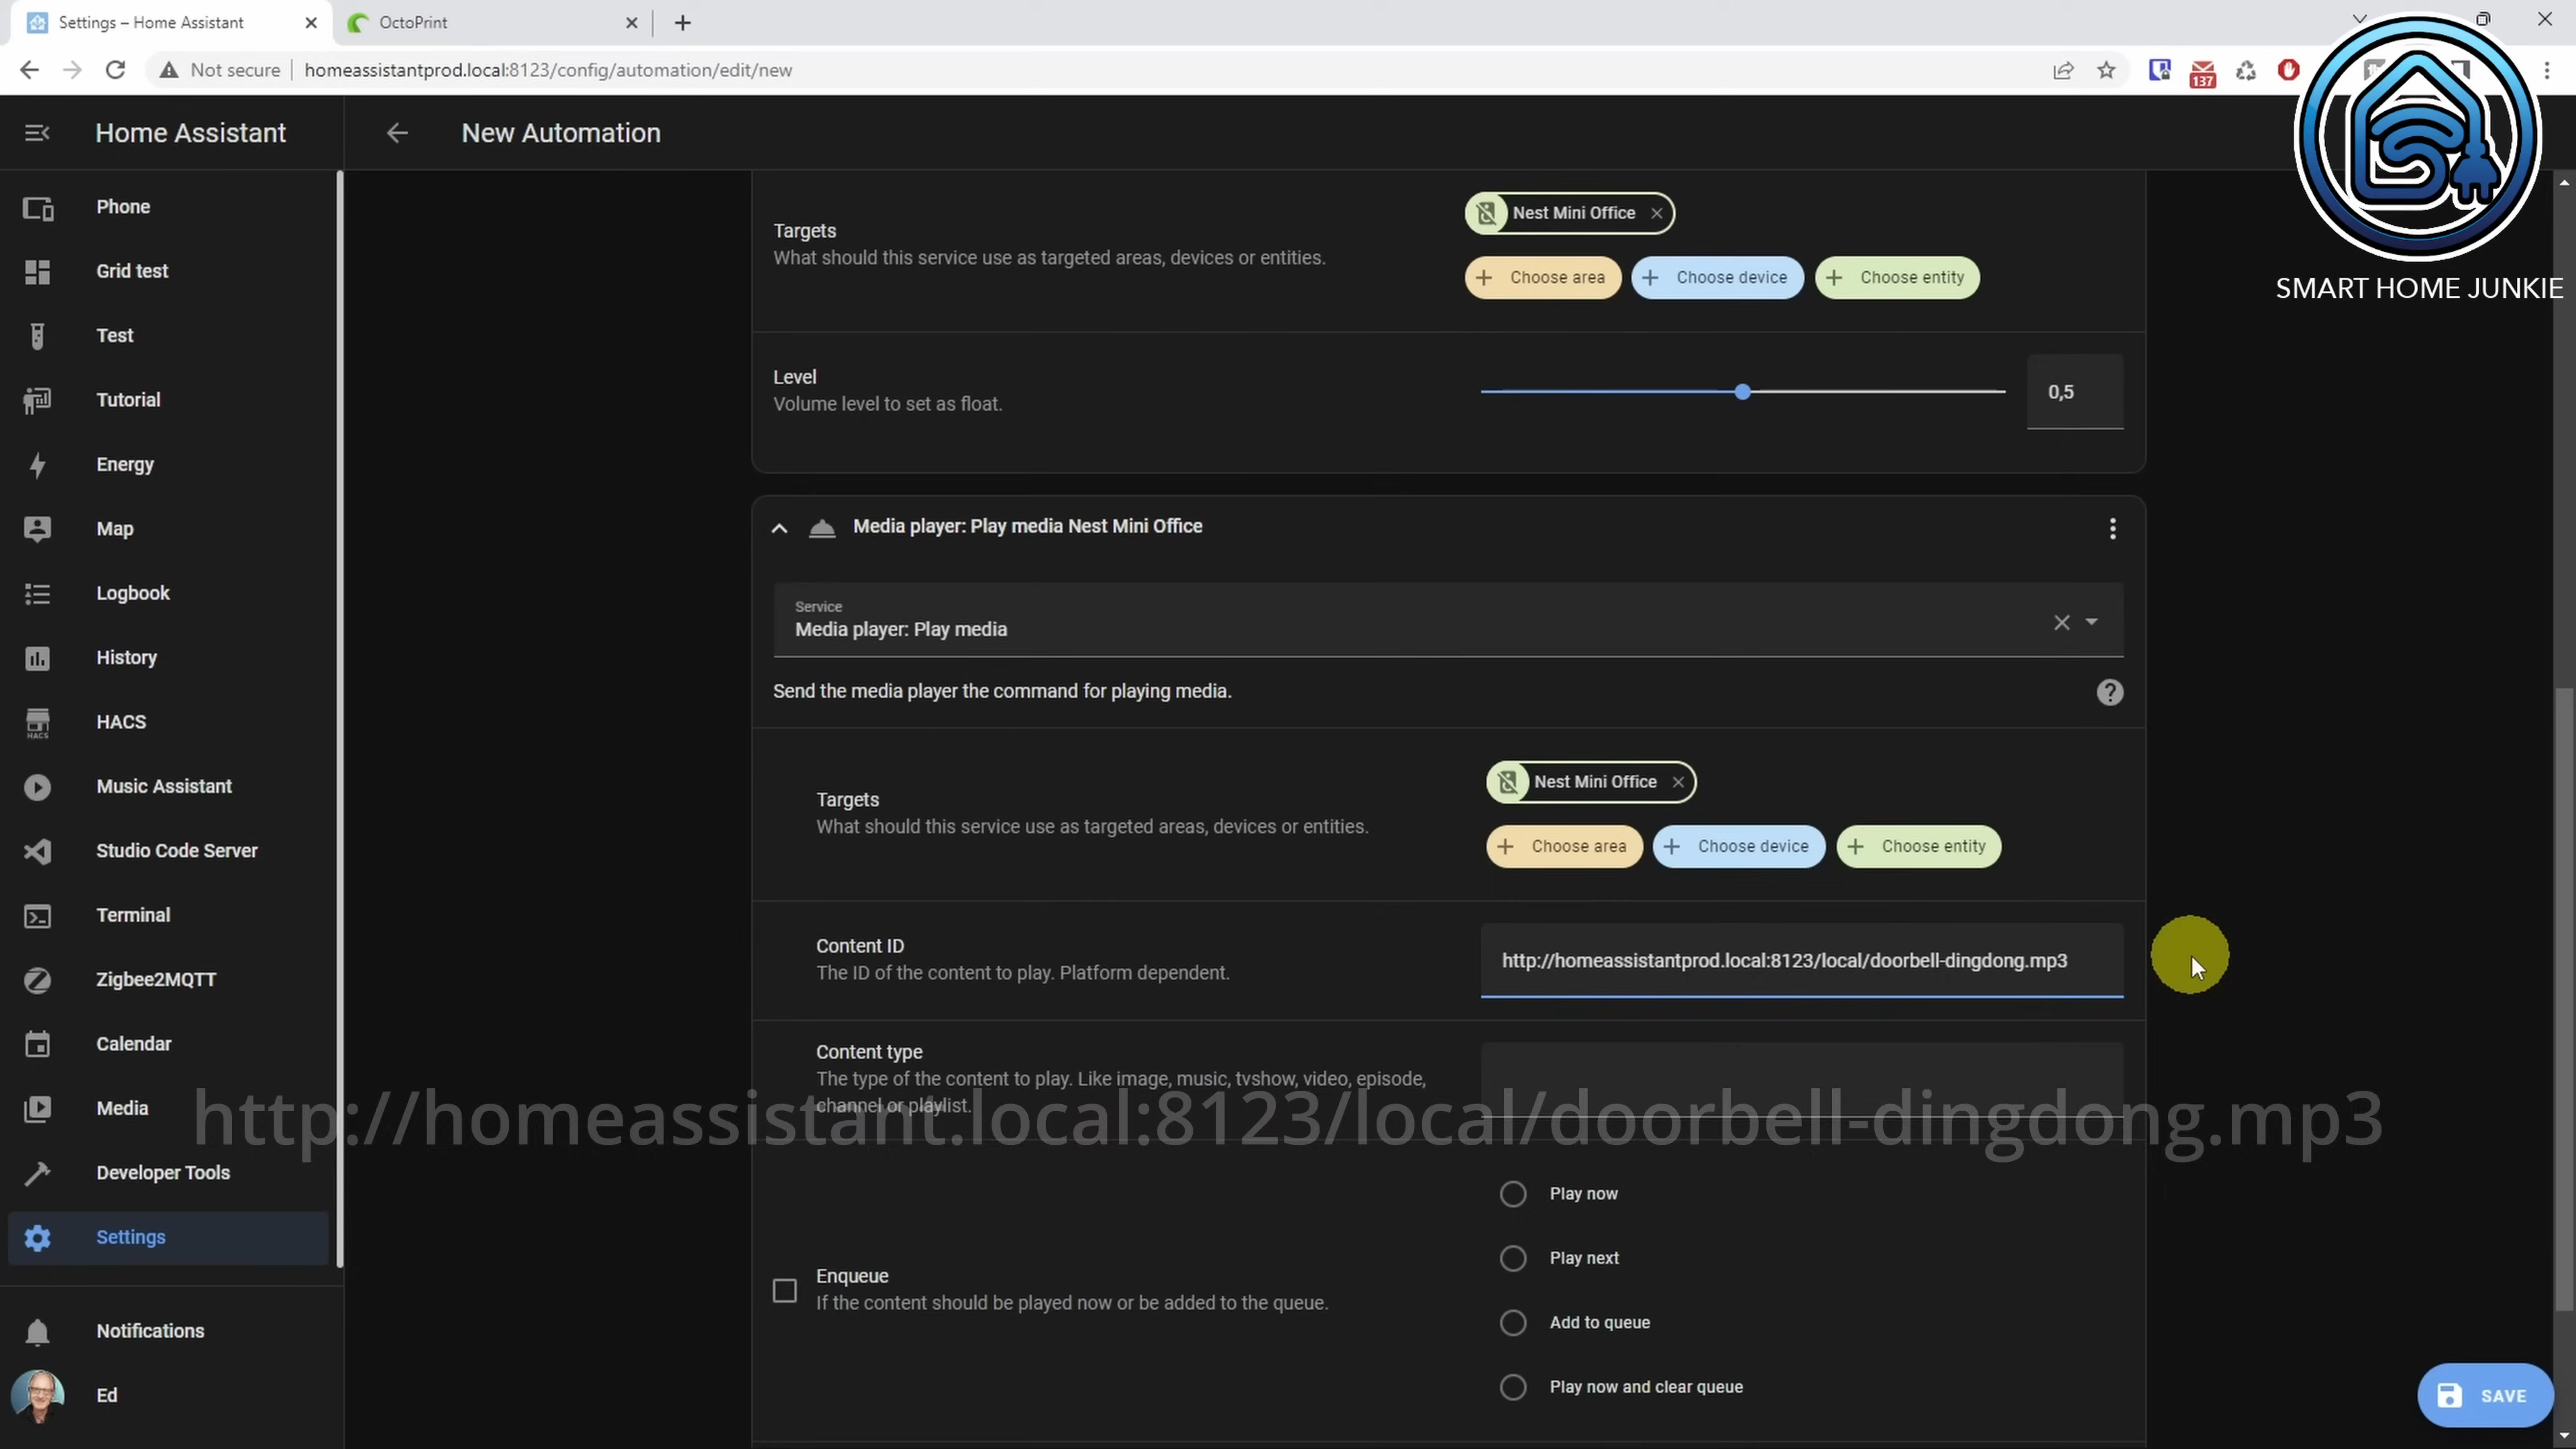 Settings – Home Assistant
OctoPrint
Not secure
homeassistantprod.local:8123/config/automation/edit/new
137
Home Assistant
New Automation
SMART HOME JUNKIE
Phone
Grid test
Test
Tutorial
Energy
Map
Logbook
History
HACS
HACS
Music Assistant
Studio Code Server
Terminal
Zigbee2MQTT
Calendar
Media
Developer Tools
Settings
Notifications
Ed
Targets
What should this service use as targeted areas, devices or entities.
Nest Mini Office
Choose area
Choose device
Choose entity
Level
Volume level to set as float.
0,5
Media player: Play media Nest Mini Office
Service
Media player: Play media
Send the media player the command for playing media.
Targets
What should this service use as targeted areas, devices or entities.
Nest Mini Office
Choose area
Choose device
Choose entity
Content ID
The ID of the content to play. Platform dependent.
http://homeassistantprod.local:8123/local/doorbell-dingdong.mp3
Content type
The type of the content to play. Like image, music, tvshow, video, episode,
channel or playlist.
http://homeassistant.local:8123/local/doorbell-dingdong.mp3
Enqueue
If the content should be played now or be added to the queue.
Play now
Play next
Add to queue
Play now and clear queue
SAVE